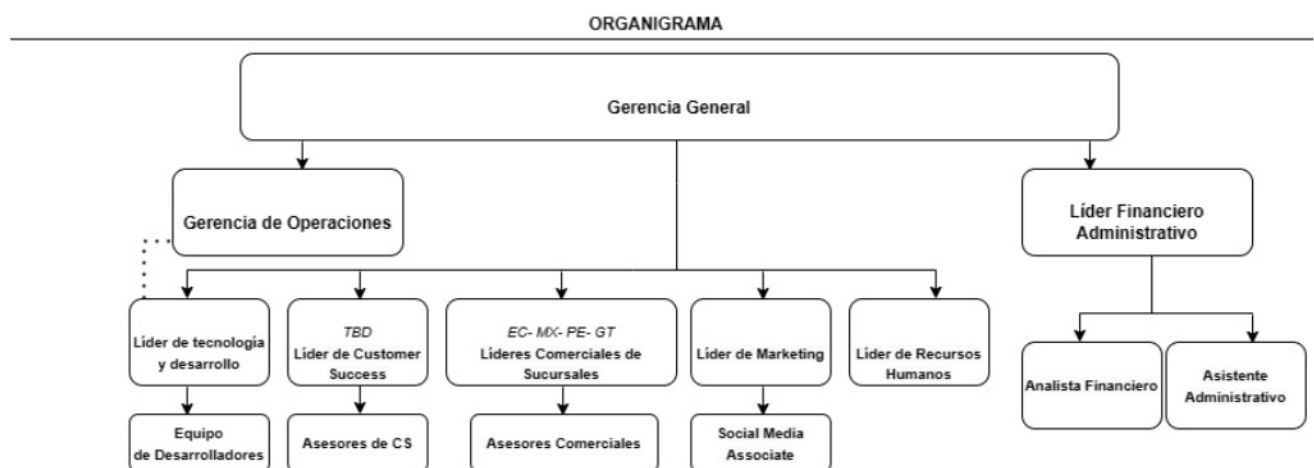 ORGANIGRAMA
Gerencia General
Gerencia de Operaciones
Líder Financiero
Administrativo
Líder de tecnología
y desarrollo
TBD
Líder de Customer
Success
EC- MX- PE- GT
Líderes Comerciales de
Sucursales
Líder de Marketing
Líder de Recursos
Humanos
Analista Financiero
Asistente
Administrativo
Equipo
de Desarrolladores
Asesores de CS
Asesores Comerciales
Social Media
Associate